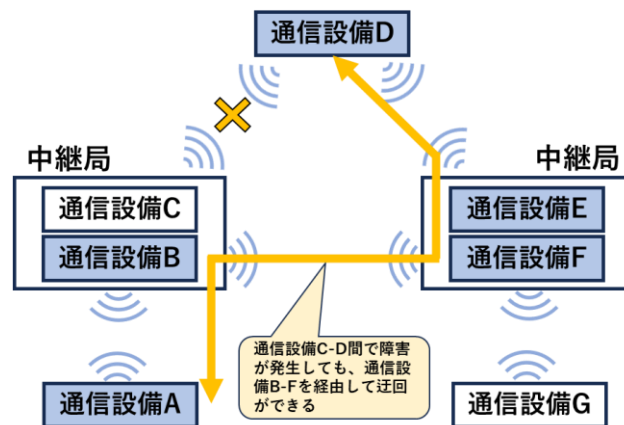 通信設備D
中継局
中継局
通信設備C
通信設備B
通信設備E
通信設備F
通信設備C-D間で障害
が発生しても、通信設
備B-Fを経由して迂回
ができる
通信設備A
通信設備G